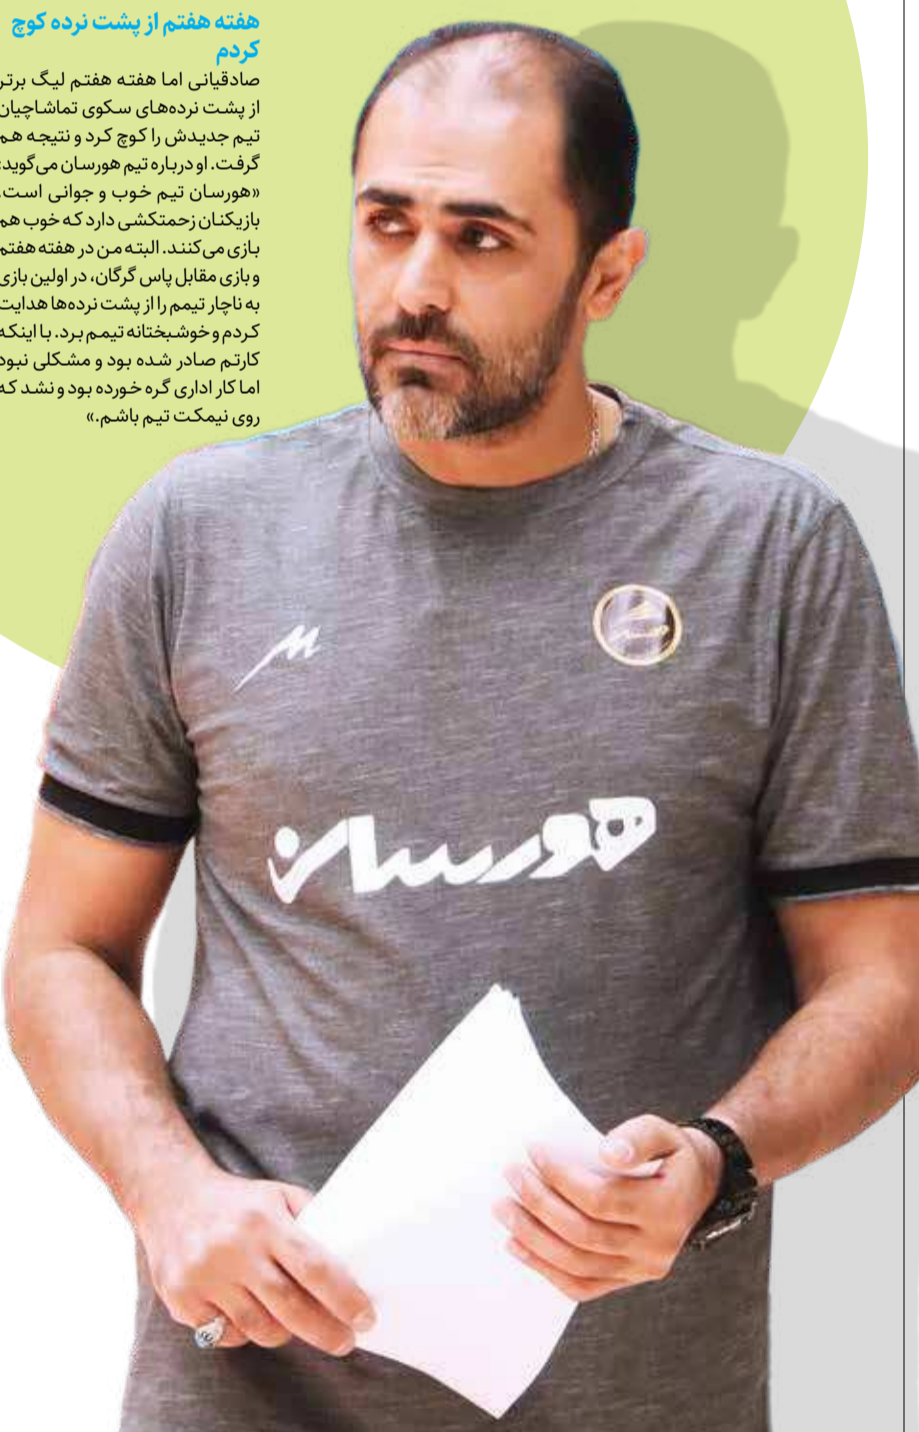 هفته هفتم از پشت نرده کوچ
کردم
صادقیانی اما هفته هفتم لیگ برتر
از پشت نرده‌های سکوی تماشاچیان
تیم جدیدش را کوچ کرد و نتیجه هم
گرفت. او درباره تیم هورسان می‌گوید:
«هورسان تیم خوب و جوانی است.
بازیکنان زحمتکشی دارد که خوب هم
بازی می‌کنند. البته من در هفته هفتم
و بازی مقابل پاس گرگان، در اولین بازی
به ناچار تیمم را از پشت نرده‌ها هدایت
کردم و خوشبختانه تیمم برد. با اینکه
کارتم صادر شده بود و مشکلی نبود
اما کار اداری گره خورده بود و نشد که
روی نیمکت تیم باشم.»
هورسان